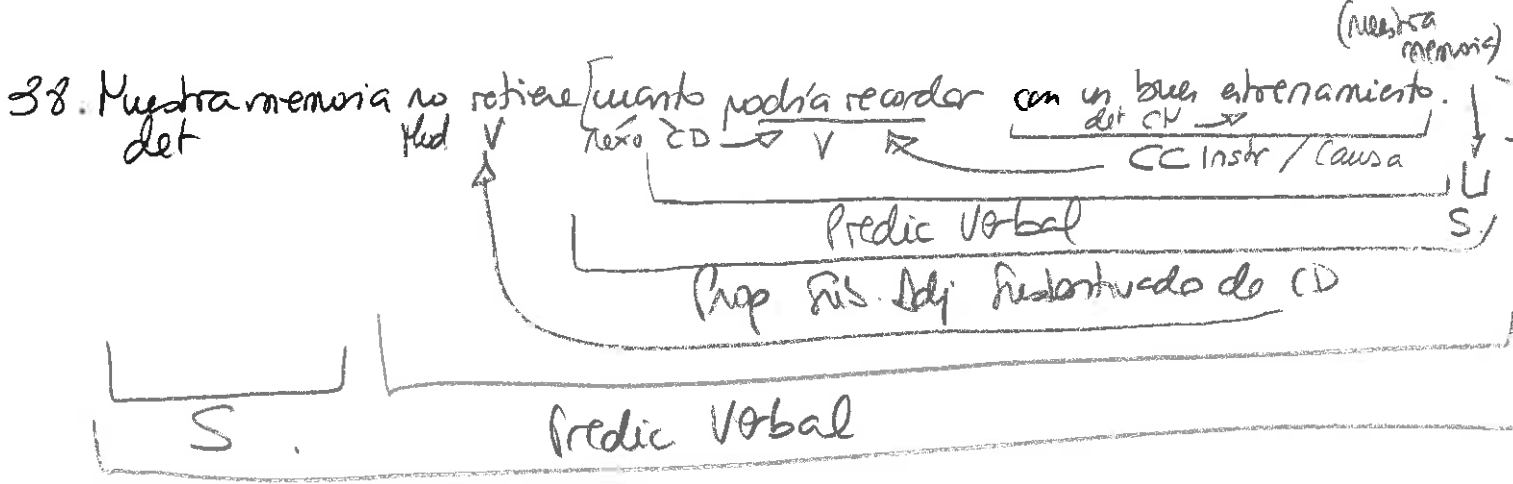 (nuestra
memoria)
38. Nuestra memoria no retiene [cuanto podría recordar con un buen entrenamiento.
det Mod V nexo CD V det CN
CC Instr / Causa
Predic Verbal S
Prop Sub. Adj Sustantivado de CD
S. Predic Verbal